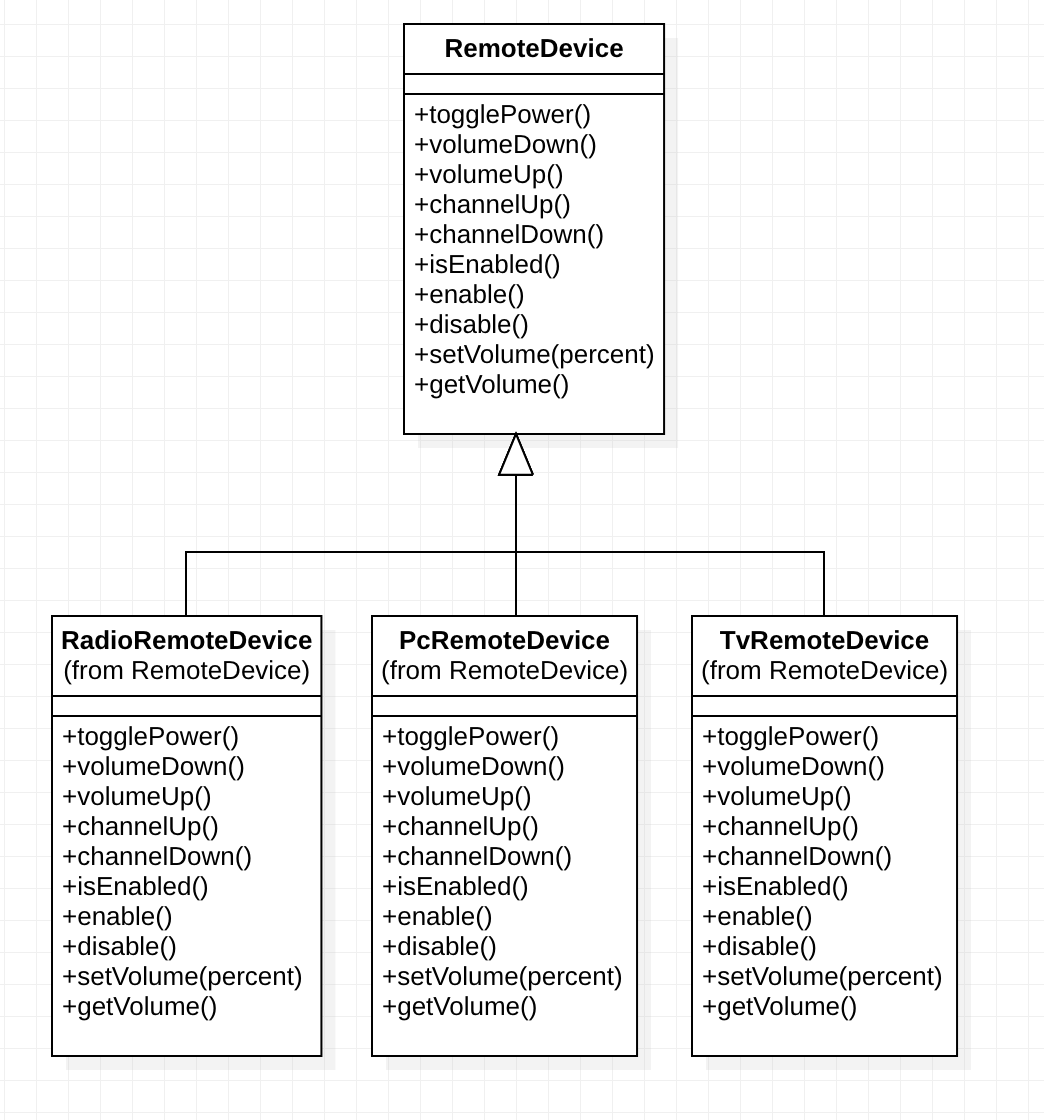 RemoteDevice
+togglePower()
+volumeDown()
+volumeUp()
+channelUp()
+channelDown()
+isEnabled()
+enable()
+disable()
+setVolume(percent)
+getVolume()
RadioRemoteDevice
(from RemoteDevice)
+togglePower()
+volumeDown()
+volumeUp()
+channelUp()
+channelDown()
+isEnabled()
+enable()
+disable()
+setVolume(percent)
+getVolume()
PcRemoteDevice
(from RemoteDevice)
+togglePower()
+volumeDown()
+volumeUp()
+channelUp()
+channelDown()
+isEnabled()
+enable()
+disable()
+setVolume(percent)
+getVolume()
TvRemoteDevice
(from RemoteDevice)
+togglePower()
+volumeDown()
+volumeUp()
+channelUp()
+channelDown()
+isEnabled()
+enable()
+disable()
+setVolume(percent)
+getVolume()